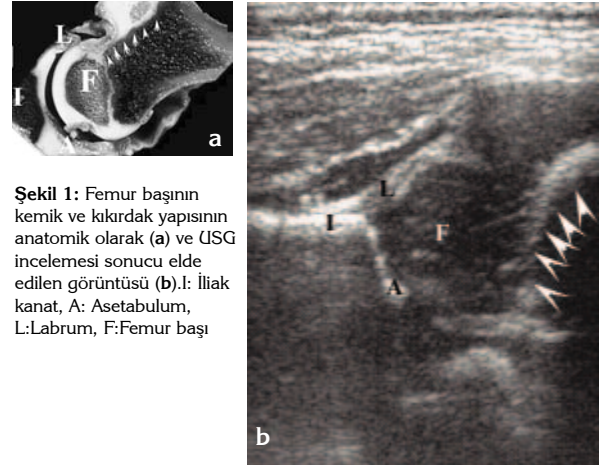 L
F
I
A
a
Şekil 1: Femur başının
kemik ve kıkırdak yapısının
anatomik olarak (a) ve USG
incelemesi sonucu elde
edilen görüntüsü (b).I: İliak
kanat, A: Asetabulum,
L:Labrum, F:Femur başı
L
I
F
A
b